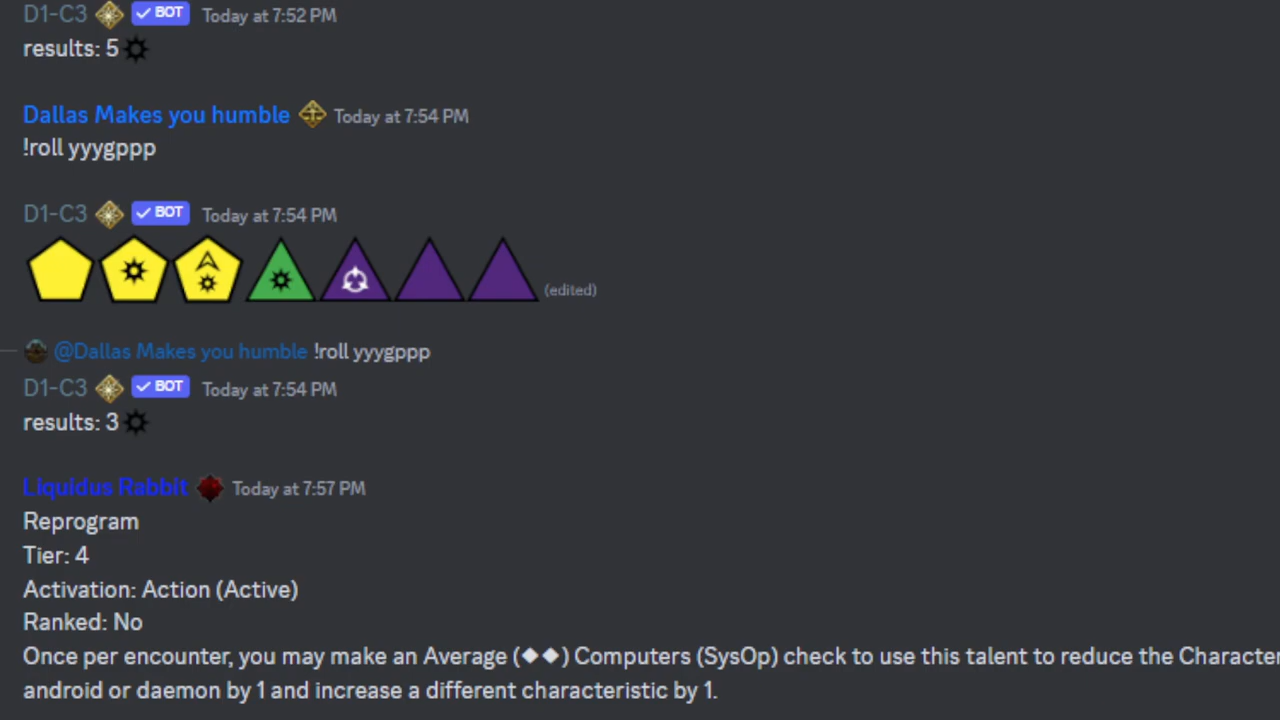 D1-C3 ✓ BOT Today at 7:52 PM
results: 5
Dallas Makes you humble Today at 7:54 PM
!roll yyygppp
D1-C3 ✓ BOT Today at 7:54 PM
(edited)
@Dallas Makes you humble !roll yyygppp
D1-C3 ✓ BOT Today at 7:54 PM
results: 3
Liquidus Rabbit Today at 7:57 PM
Reprogram
Tier: 4
Activation: Action (Active)
Ranked: No
Once per encounter, you may make an Average (◆◆) Computers (SysOp) check to use this talent to reduce the Character
android or daemon by 1 and increase a different characteristic by 1.